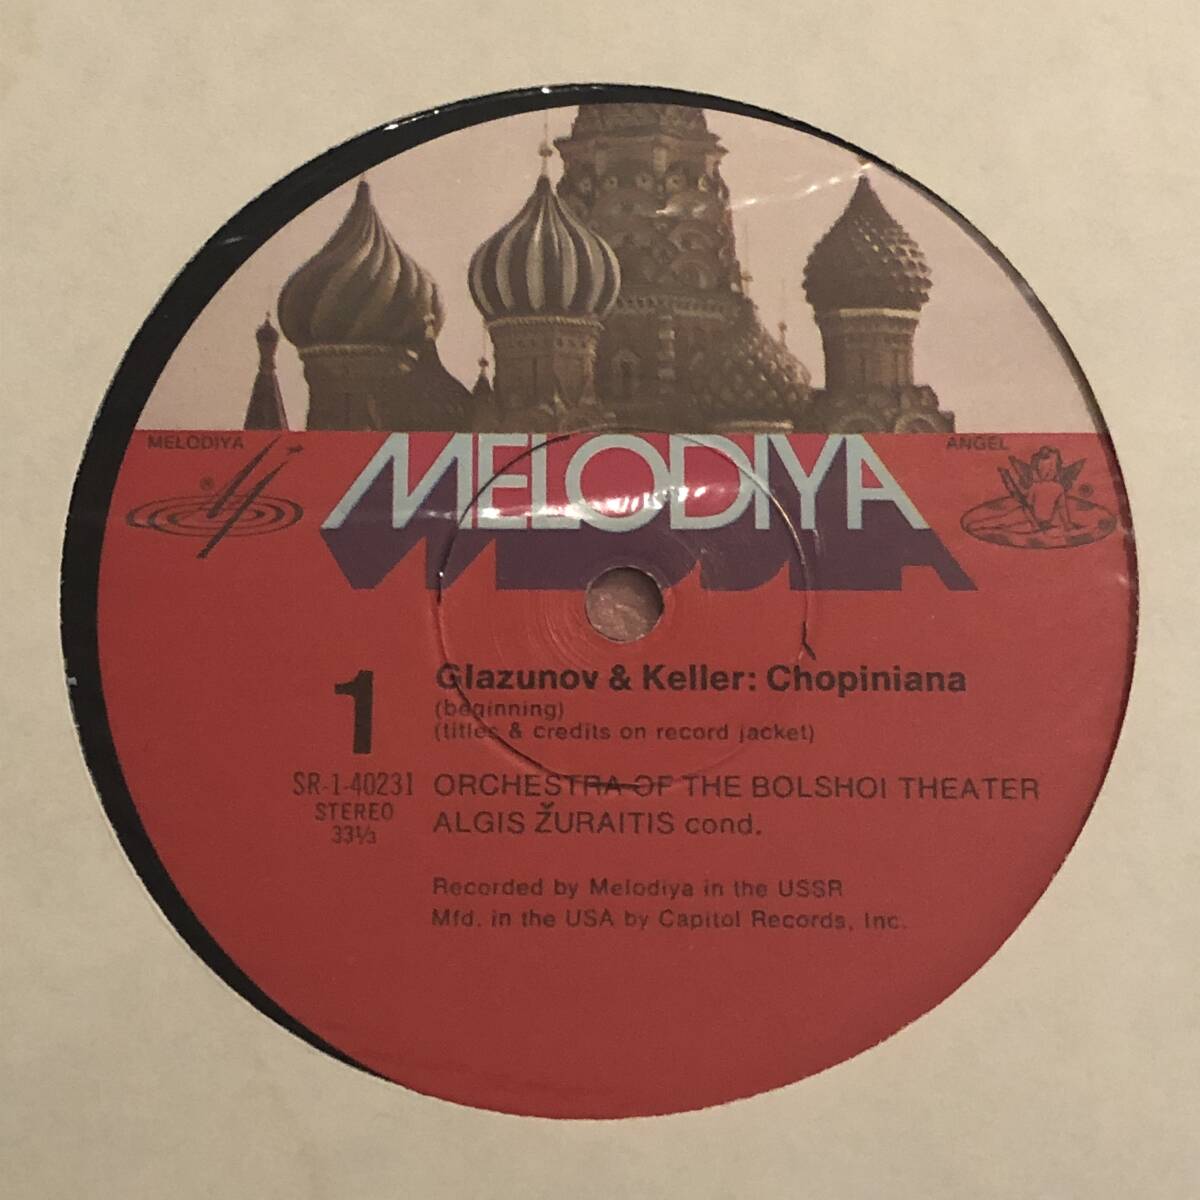 MELODIYA
®
MELODIYA
ANGEL
®
Glazunov & Keller: Chopiniana
(beginning)
(titles & credits on record jacket)
1
SR-1-40231
STEREO
33⅓
ORCHESTRA OF THE BOLSHOI THEATER
ALGIS ŽURAITIS cond.
Recorded by Melodiya in the USSR
Mfd. in the USA by Capitol Records, Inc.